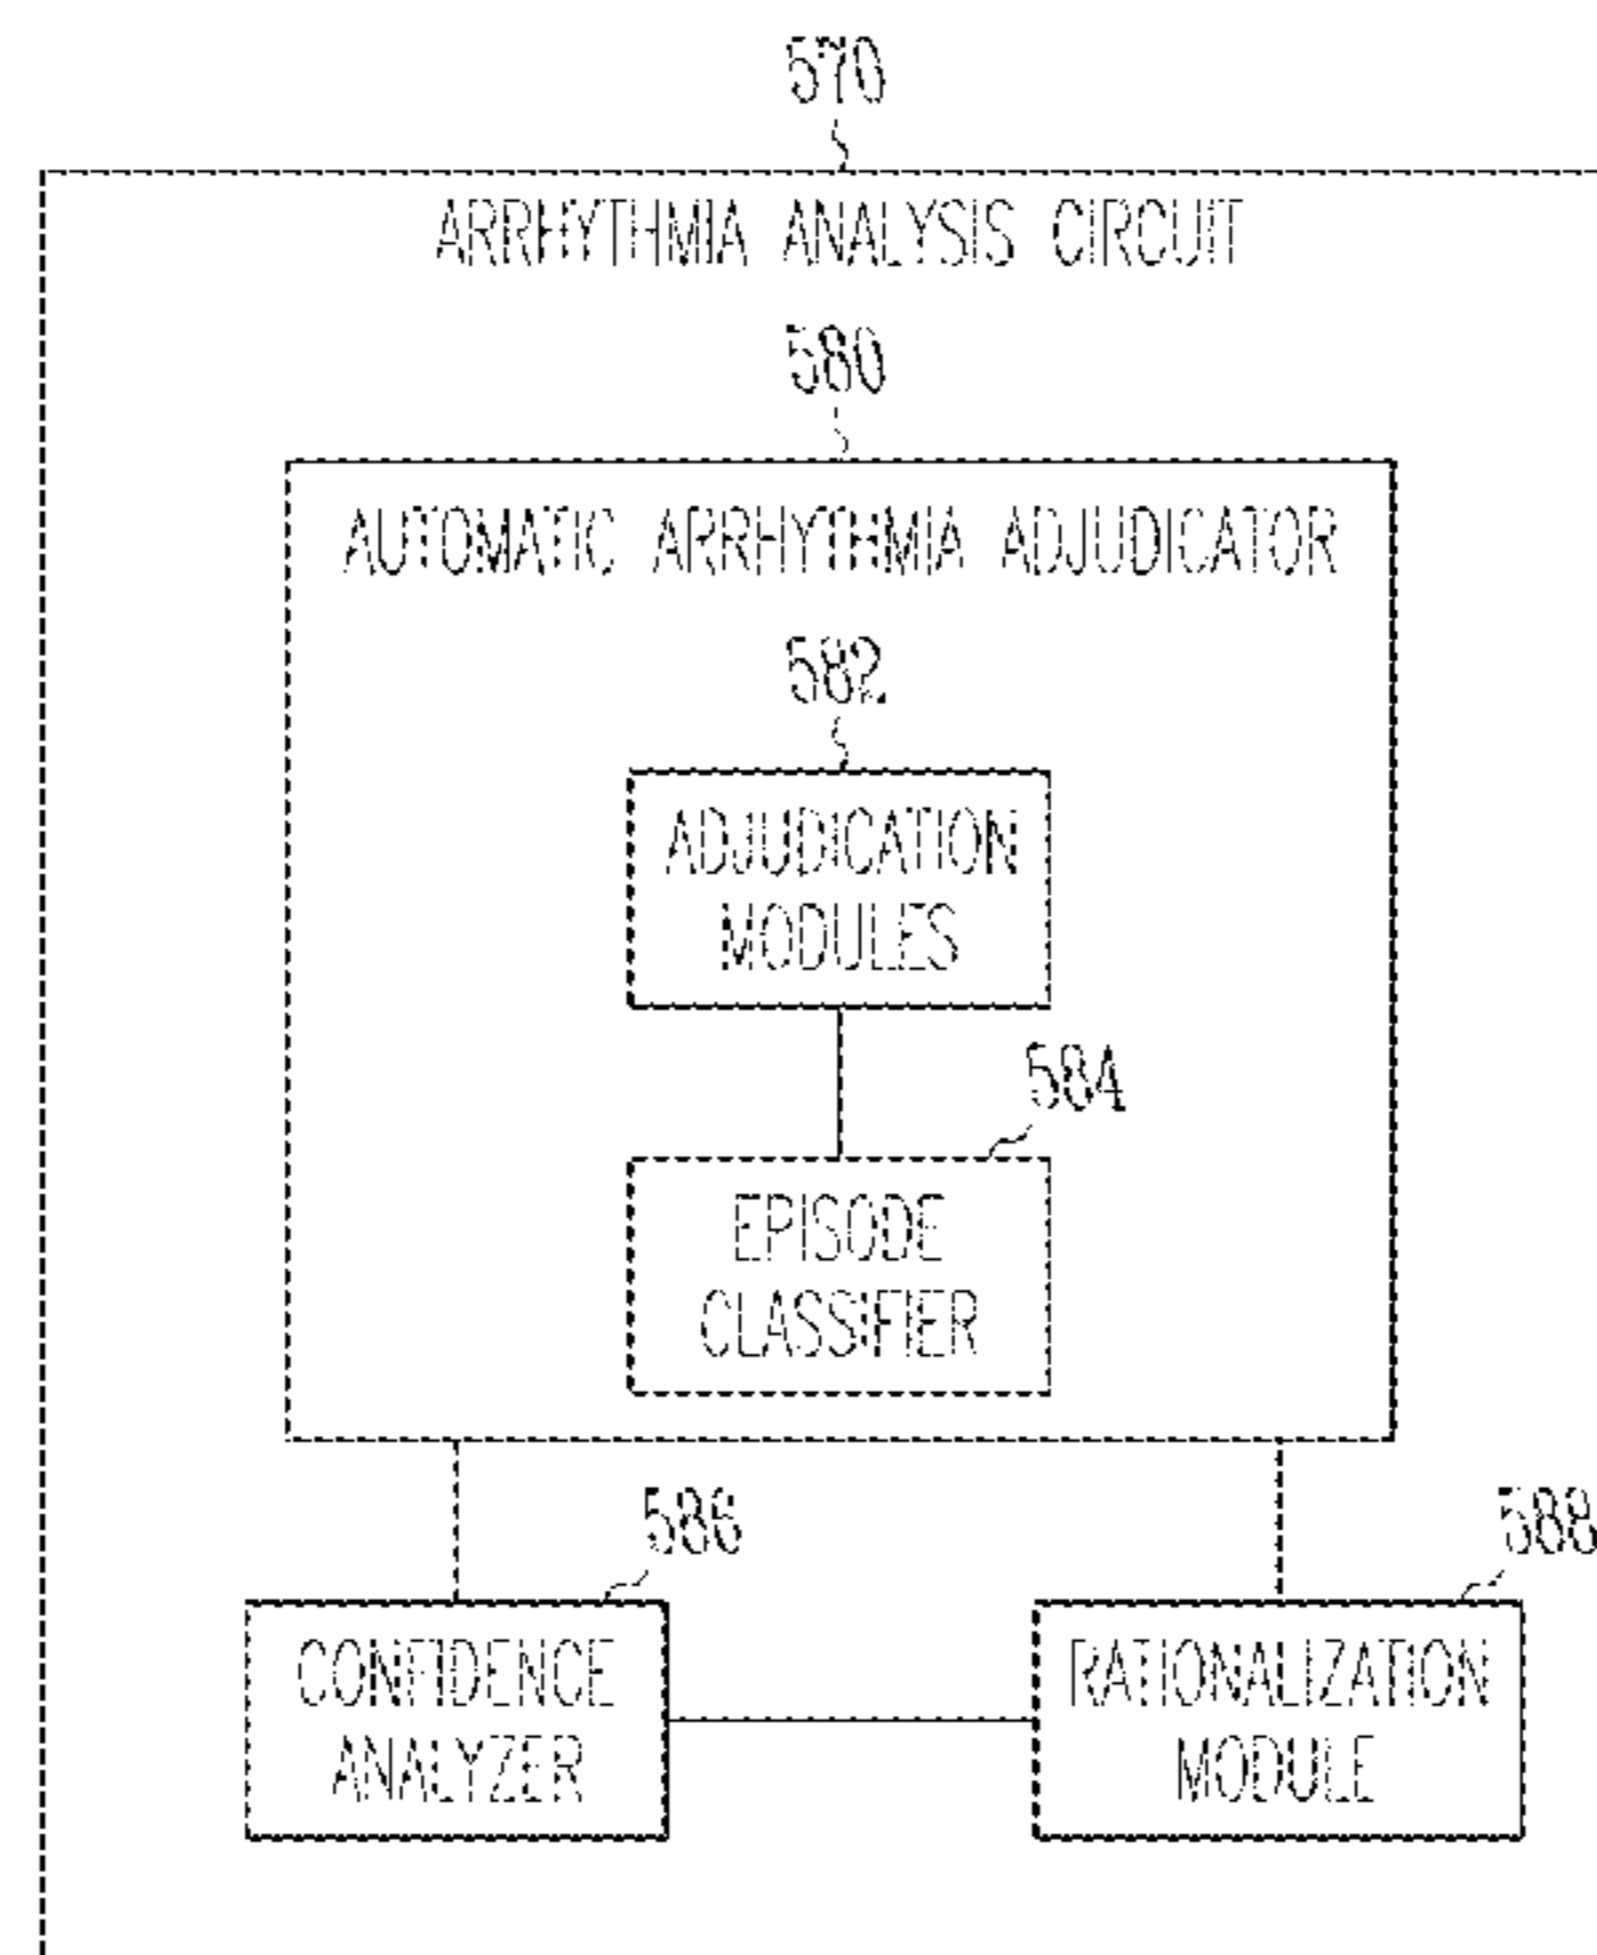 570
ARRHYTHMIA ANALYSIS CIRCUIT
580
AUTOMATIC ARRHYTHMIA ADJUDICATOR
582
ADJUDICATION
MODULES
584
EPISODE
CLASSIFIER
586
588
CONFIDENCE
ANALYZER
RATIONALIZATION
MODULE